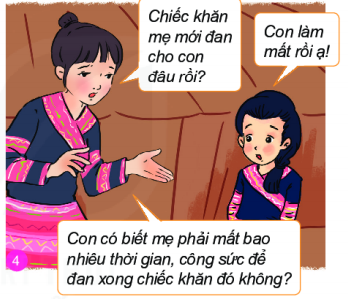 Chiếc khăn
mẹ mới đan
cho con
đâu rồi?
Con làm
mất rồi ạ!
Con có biết mẹ phải mất bao
nhiêu thời gian, công sức để
đan xong chiếc khăn đó không?
4